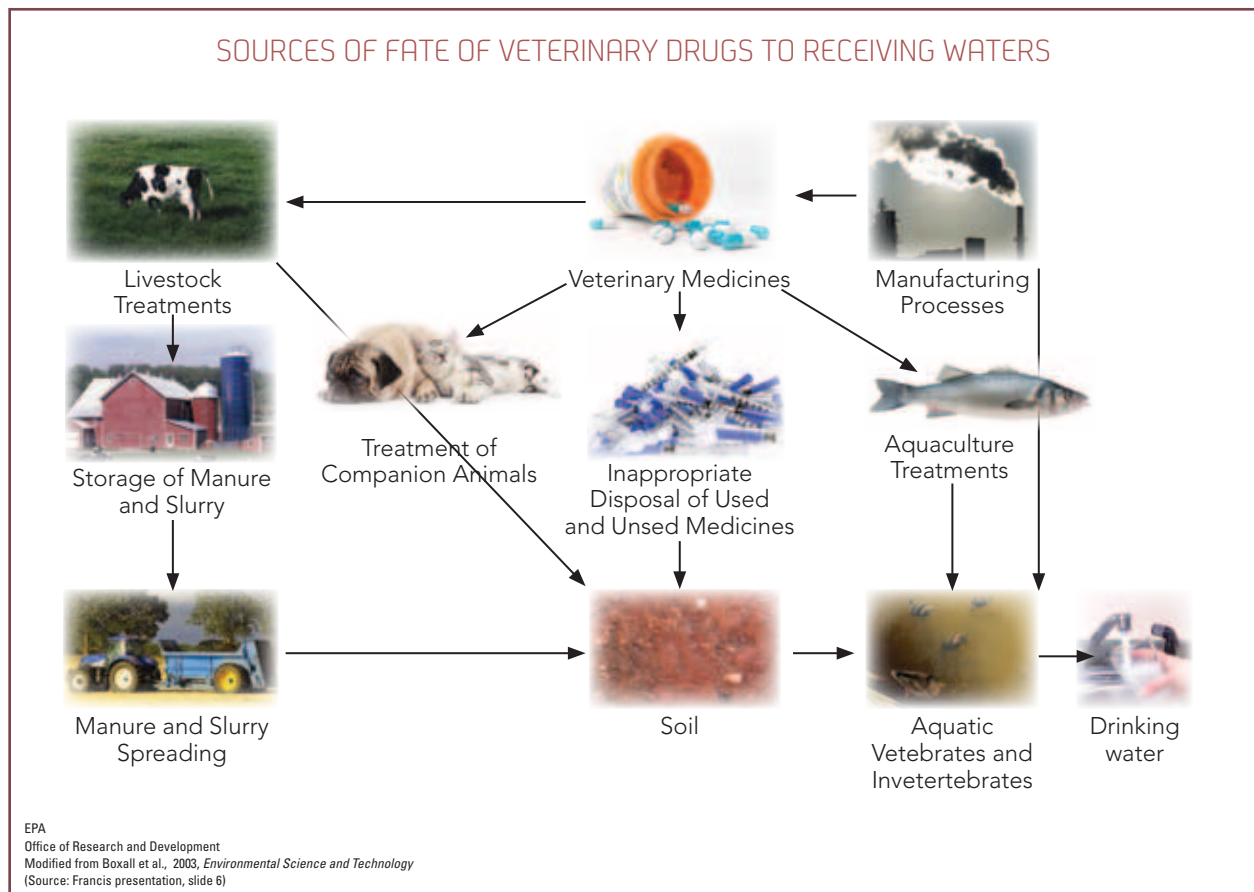 SOURCES OF FATE OF VETERINARY DRUGS TO RECEIVING WATERS
Livestock
Treatments
Veterinary Medicines
Manufacturing
Processes
Treatment of
Companion Animals
Inappropriate
Disposal of Used
and Unsed Medicines
Aquaculture
Treatments
Storage of Manure
and Slurry
Manure and Slurry
Spreading
Soil
Aquatic
Vetebrates and
Invetertebrates
Drinking
water
EPA
Office of Research and Development
Modified from Boxall et al., 2003, Environmental Science and Technology
(Source: Francis presentation, slide 6)